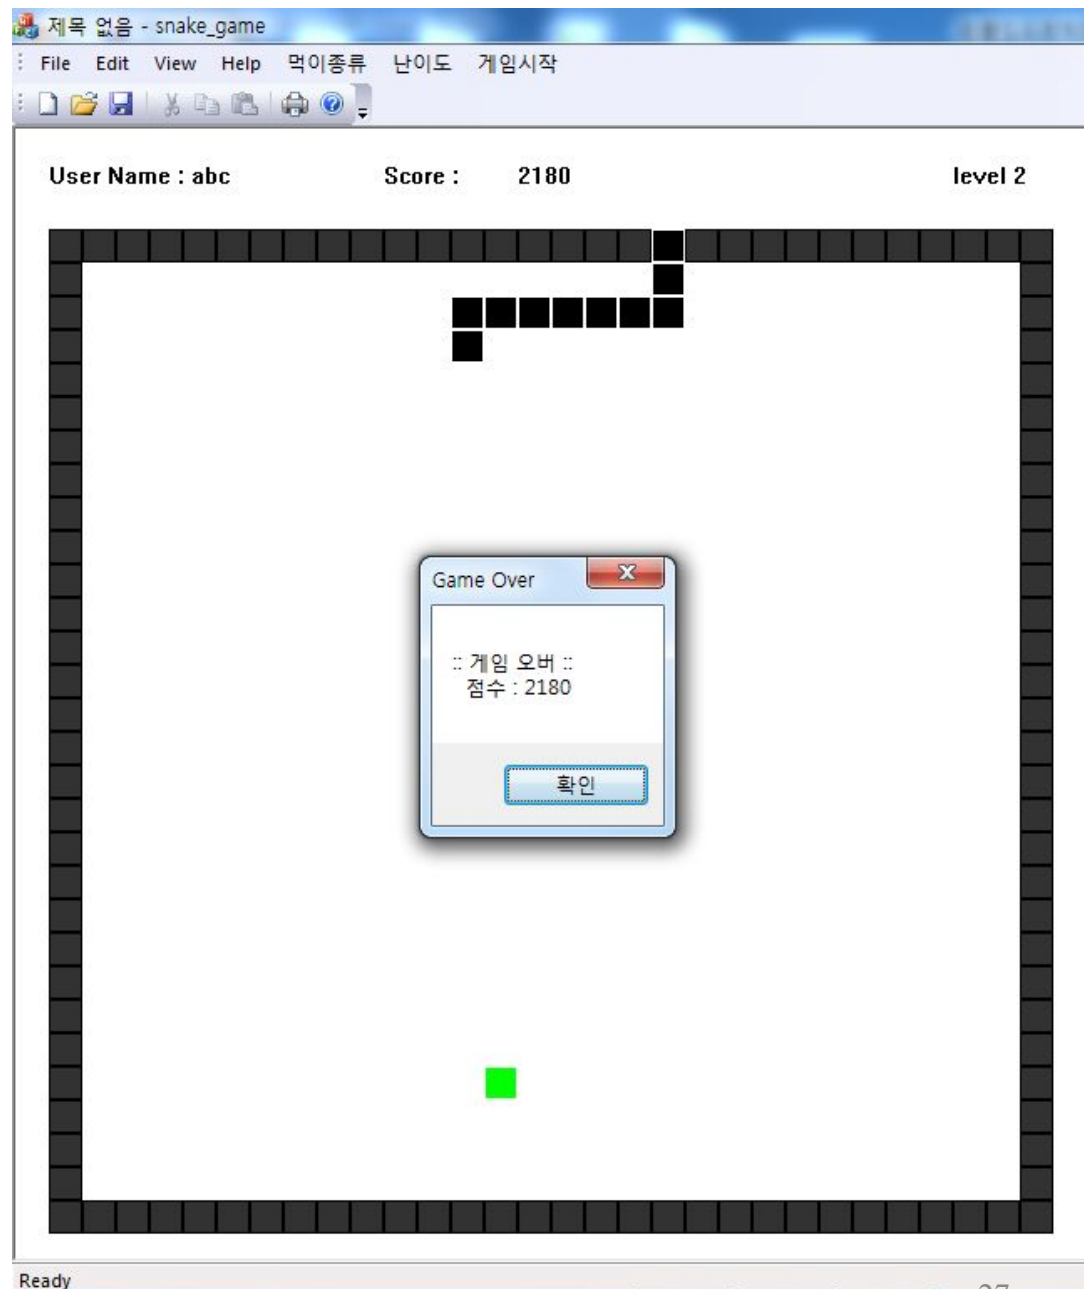 제목 없음 - snake_game
File Edit View Help 먹이종류 난이도 게임시작
User Name : abc Score : 2180 level 2
Game Over
:: 게임 오버 ::
점수 : 2180
확인
Ready